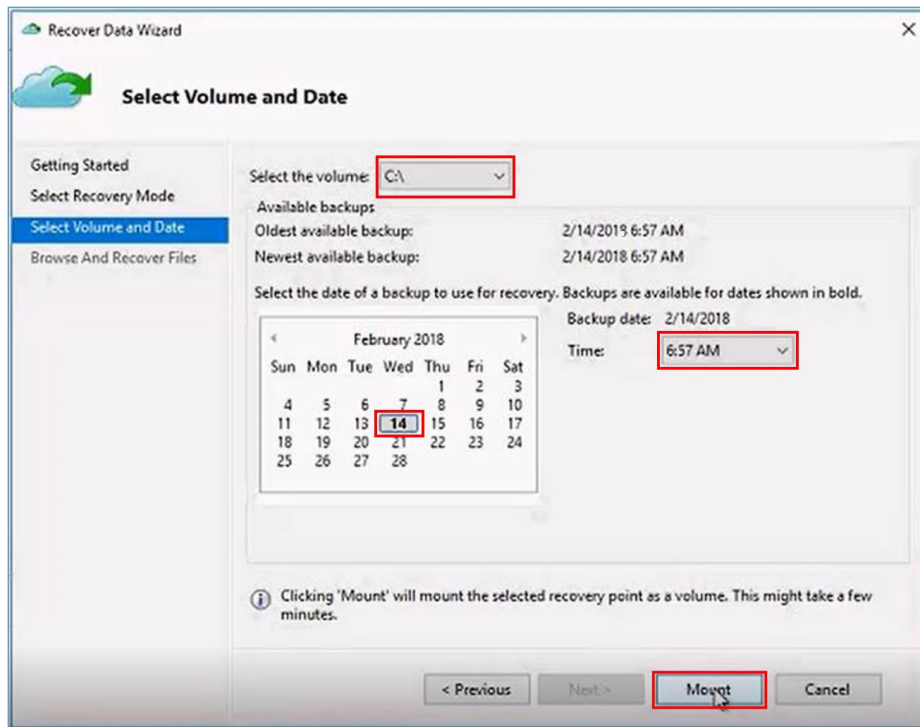 Recover Data Wizard
Select Volume and Date
Getting Started
Select Recovery Mode
Select Volume and Date
Browse And Recover Files
Select the volume: C:\
Available backups
Oldest available backup: 2/14/2019 6:57 AM
Newest available backup: 2/14/2018 6:57 AM
Select the date of a backup to use for recovery. Backups are available for dates shown in bold.
Backup date: 2/14/2018
Time: 6:57 AM
February 2018
Sun Mon Tue Wed Thu Fri Sat
1 2 3
4 5 6 7 8 9 10
11 12 13 14 15 16 17
18 19 20 21 22 23 24
25 26 27 28
Clicking 'Mount' will mount the selected recovery point as a volume. This might take a few
minutes.
< Previous Next > Mount Cancel